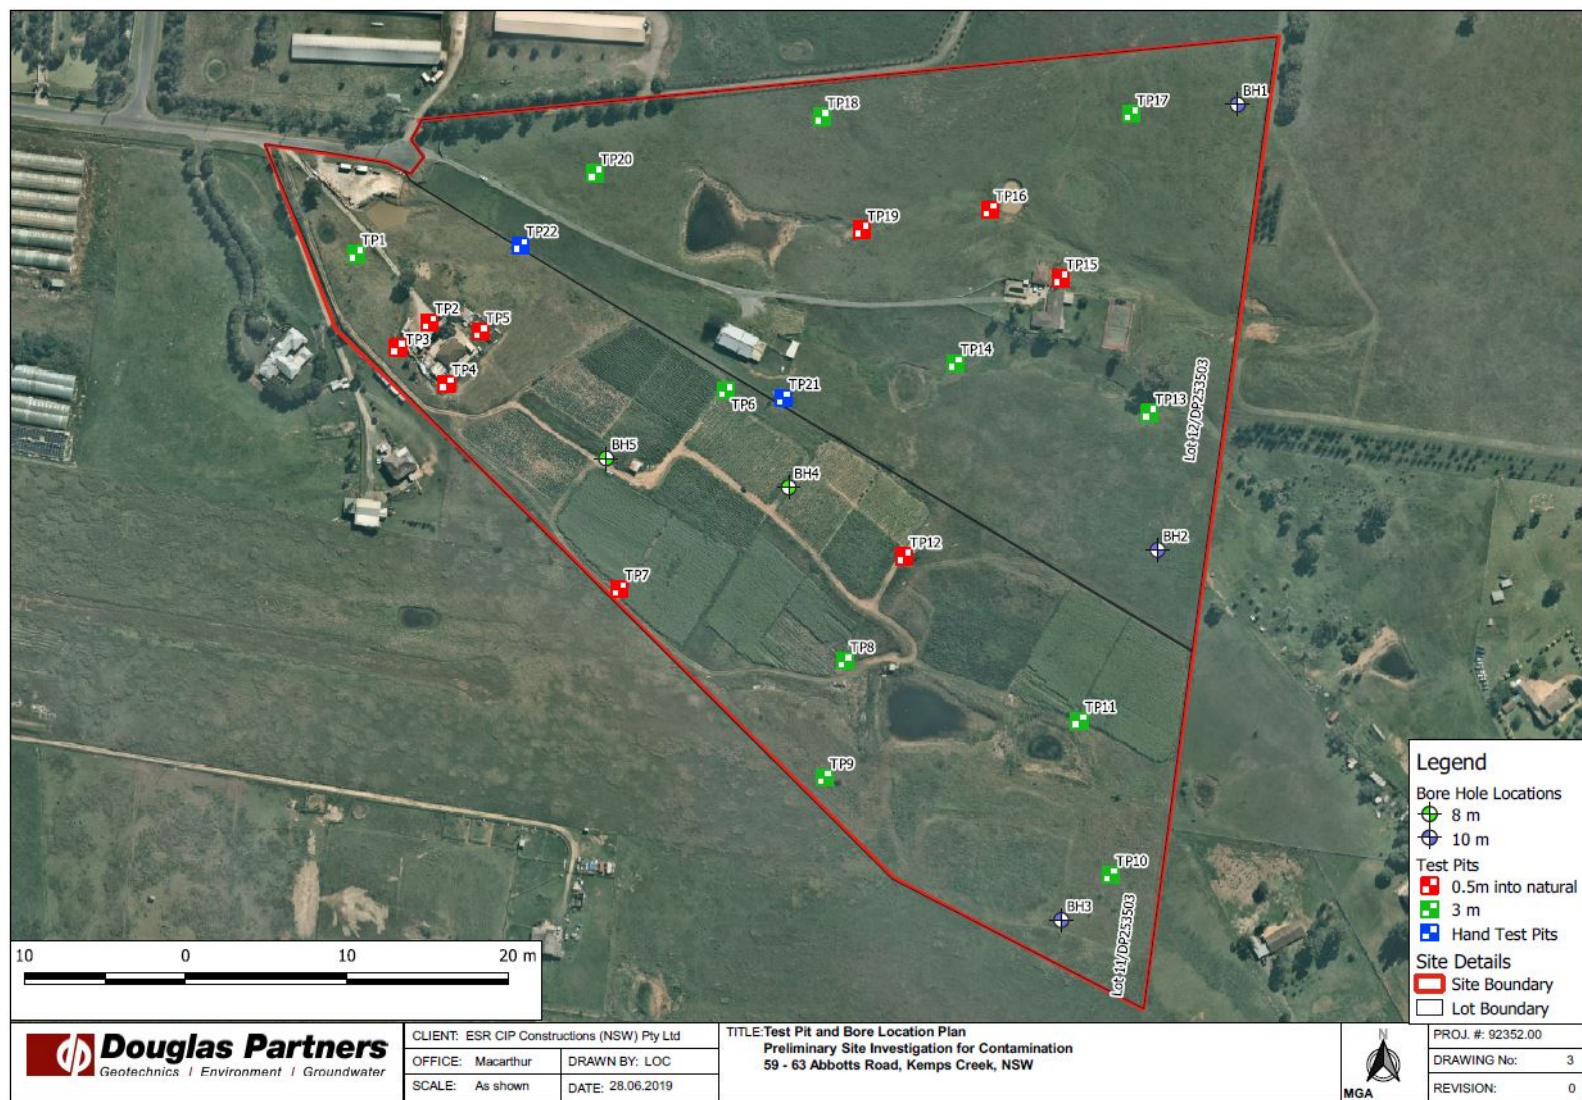 BH1
TP17
TP18
TP20
TP16
TP19
TP22
TP1
TP15
TP2
TP5
TP3
TP14
TP4
Lot 12/DP253503
TP21
TP6
TP13
BH5
BH4
BH2
TP12
TP7
TP8
TP11
TP9
TP10
BH3
Lot 11/DP253503
Legend
Bore Hole Locations
8 m
10 m
Test Pits
0.5m into natural
3 m
Hand Test Pits
Site Details
Site Boundary
Lot Boundary
10 0 10 20 m
dp Douglas Partners
Geotechnics / Environment / Groundwater
CLIENT: ESR CIP Constructions (NSW) Pty Ltd
OFFICE: Macarthur
DRAWN BY: LOC
SCALE: As shown
DATE: 28.06.2019
TITLE: Test Pit and Bore Location Plan
Preliminary Site Investigation for Contamination
59 - 63 Abbotts Road, Kemps Creek, NSW
N
MGA
PROJ. #: 92352.00
DRAWING No: 3
REVISION: 0